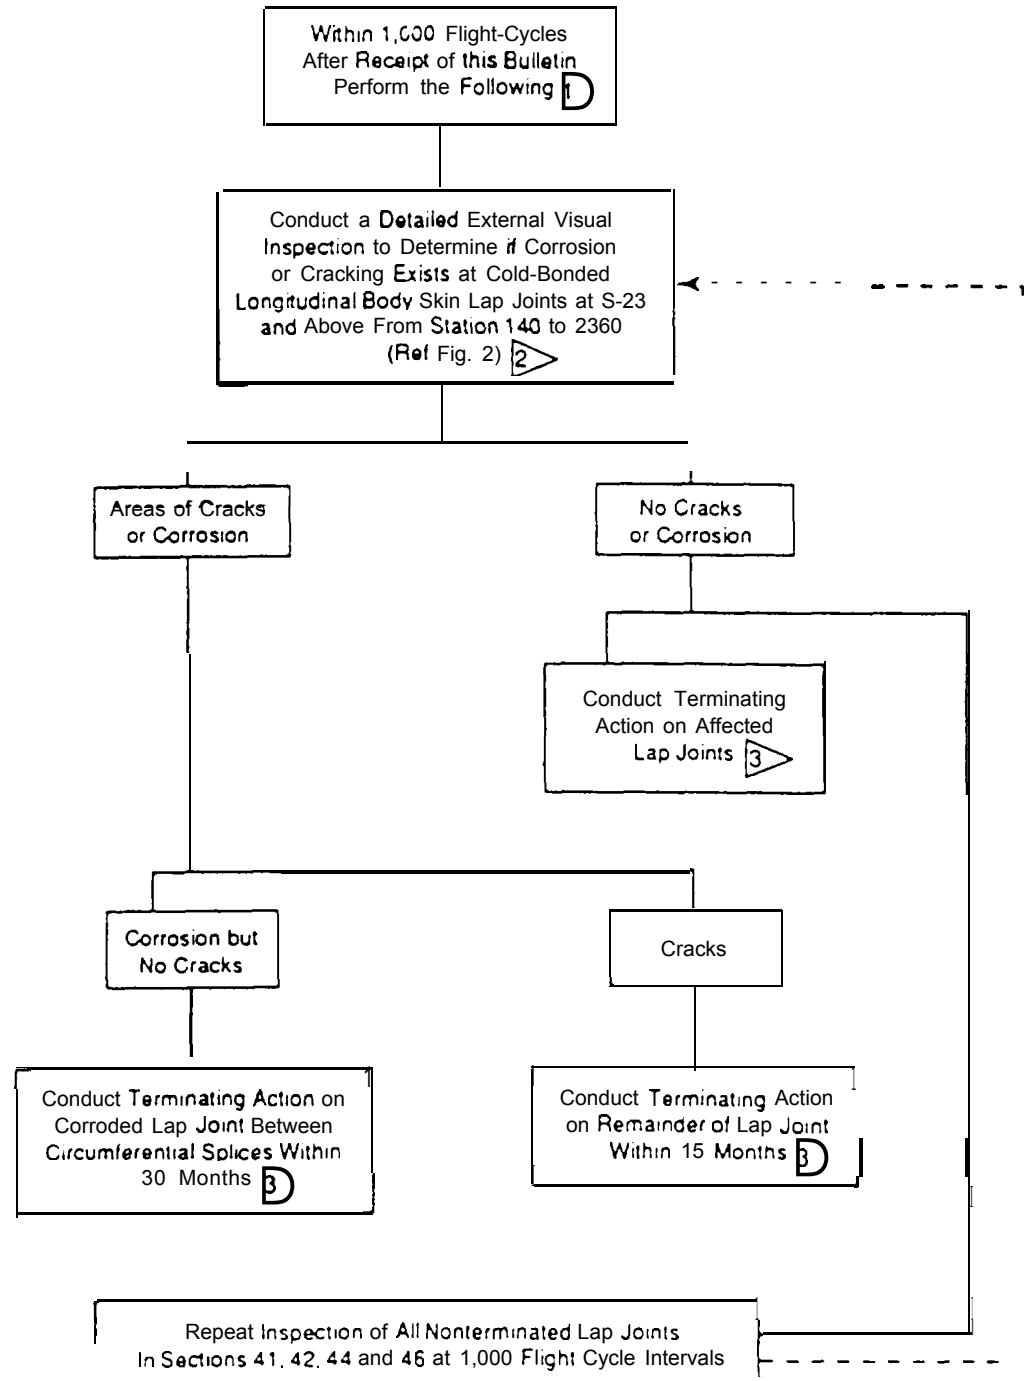 Within 1,000 Flight-Cycles
After Receipt of this Bulletin
Perform the Following 1
Conduct a Detailed External Visual
Inspection to Determine if Corrosion
or Cracking Exists at Cold-Bonded
Longitudinal Body Skin Lap Joints at S-23
and Above From Station 140 to 2360
(Ref Fig. 2) 2
Areas of Cracks
or Corrosion
No Cracks
or Corrosion
Conduct Terminating
Action on Affected
Lap Joints 3
Corrosion but
No Cracks
Cracks
Conduct Terminating Action on
Corroded Lap Joint Between
Circumferential Splices Within
30 Months 3
Conduct Terminating Action
on Remainder of Lap Joint
Within 15 Months 3
Repeat Inspection of All Nonterminated Lap Joints
In Sections 41, 42, 44 and 46 at 1,000 Flight Cycle Intervals